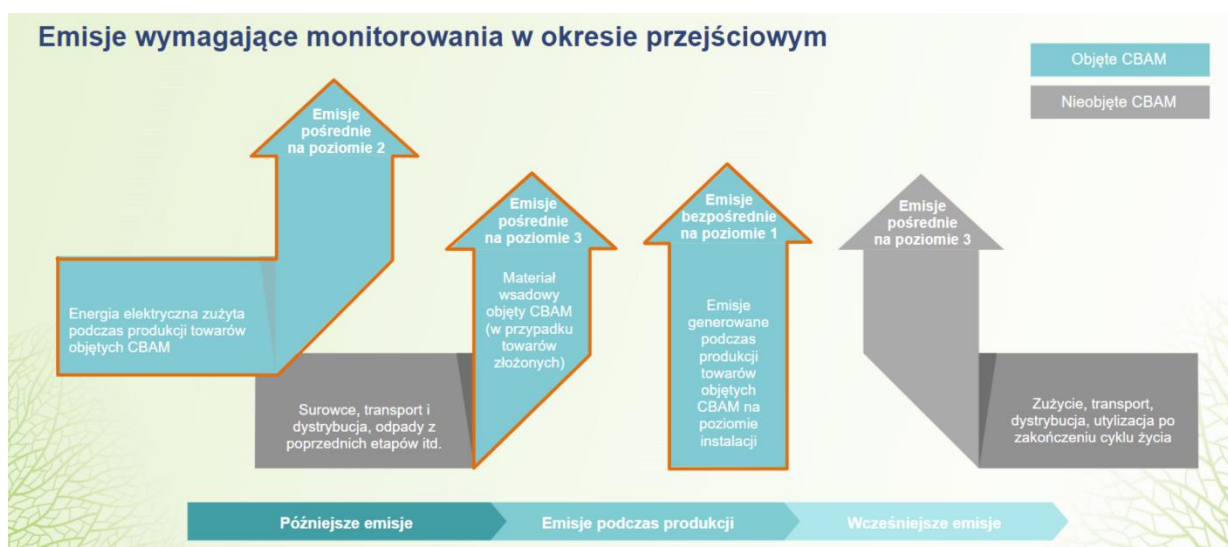 Emisje wymagające monitorowania w okresie przejściowym
Objęte CBAM
Nieobjęte CBAM
Emisje
pośrednie
na poziomie 2
Energia elektryczna zużyta
podczas produkcji towarów
objętych CBAM
Surowce, transport i
dystrybucja, odpady z
poprzednich etapów itd.
Emisje
pośrednie
na poziomie 3
Materiał
wsadowy
objęty CBAM
(w przypadku
towarów
złożonych)
Emisje
bezpośrednie
na poziomie 1
Emisje
generowane
podczas
produkcji
towarów
objętych
CBAM na
poziomie
instalacji
Emisje
pośrednie
na poziomie 3
Zużycie, transport,
dystrybucja, utylizacja po
zakończeniu cyklu życia
Późniejsze emisje
Emisje podczas produkcji
Wcześniejsze emisje